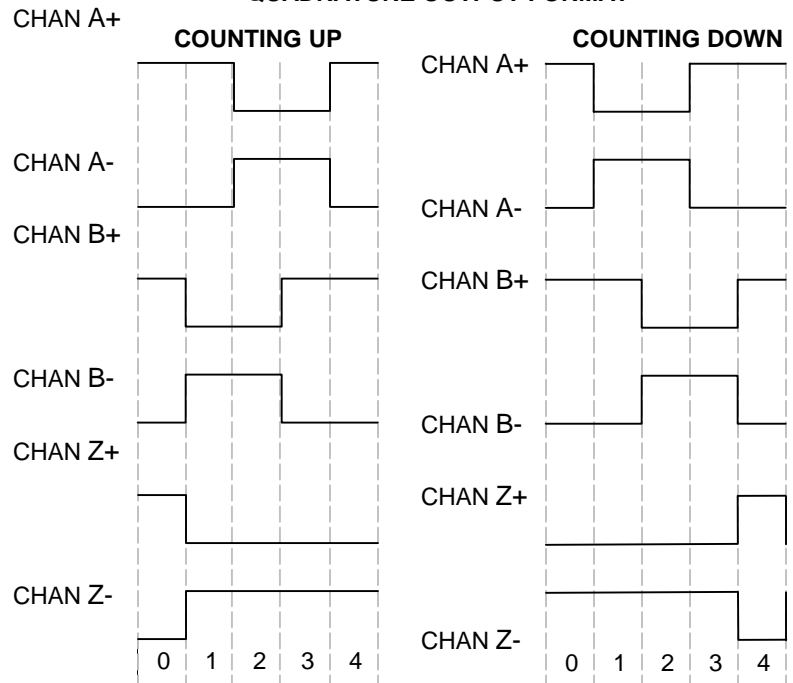 CHAN A+
COUNTING UP
CHAN A-
CHAN B+
CHAN B-
CHAN Z+
CHAN Z-
0 1 2 3 4
COUNTING DOWN
CHAN A+
CHAN A-
CHAN B+
CHAN B-
CHAN Z+
CHAN Z-
0 1 2 3 4